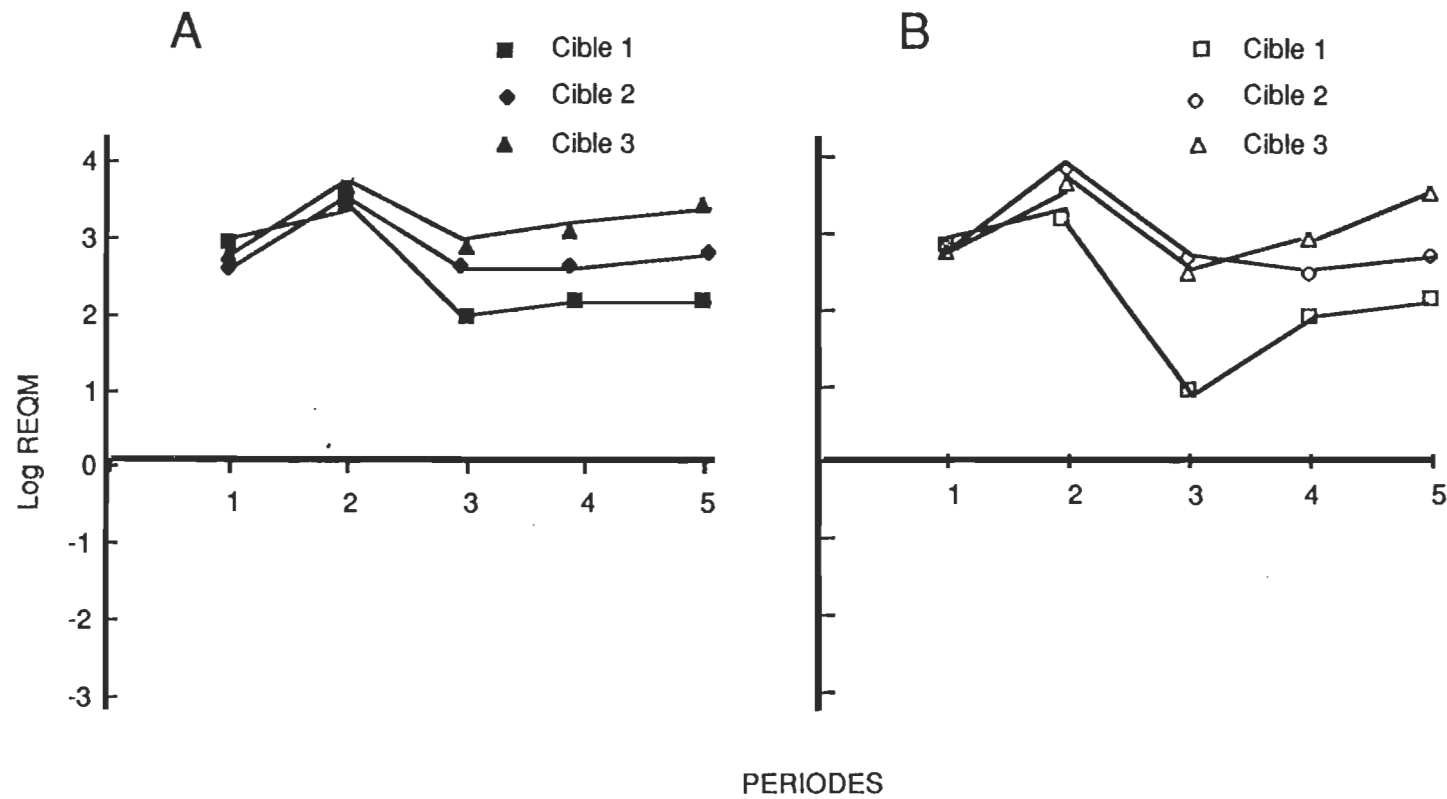 A
Cible 1
Cible 2
Cible 3
B
Cible 1
Cible 2
Cible 3
Log REQM
4
3
2
1
0
-1
-2
-3
1 2 3 4 5
1 2 3 4 5
PERIODES